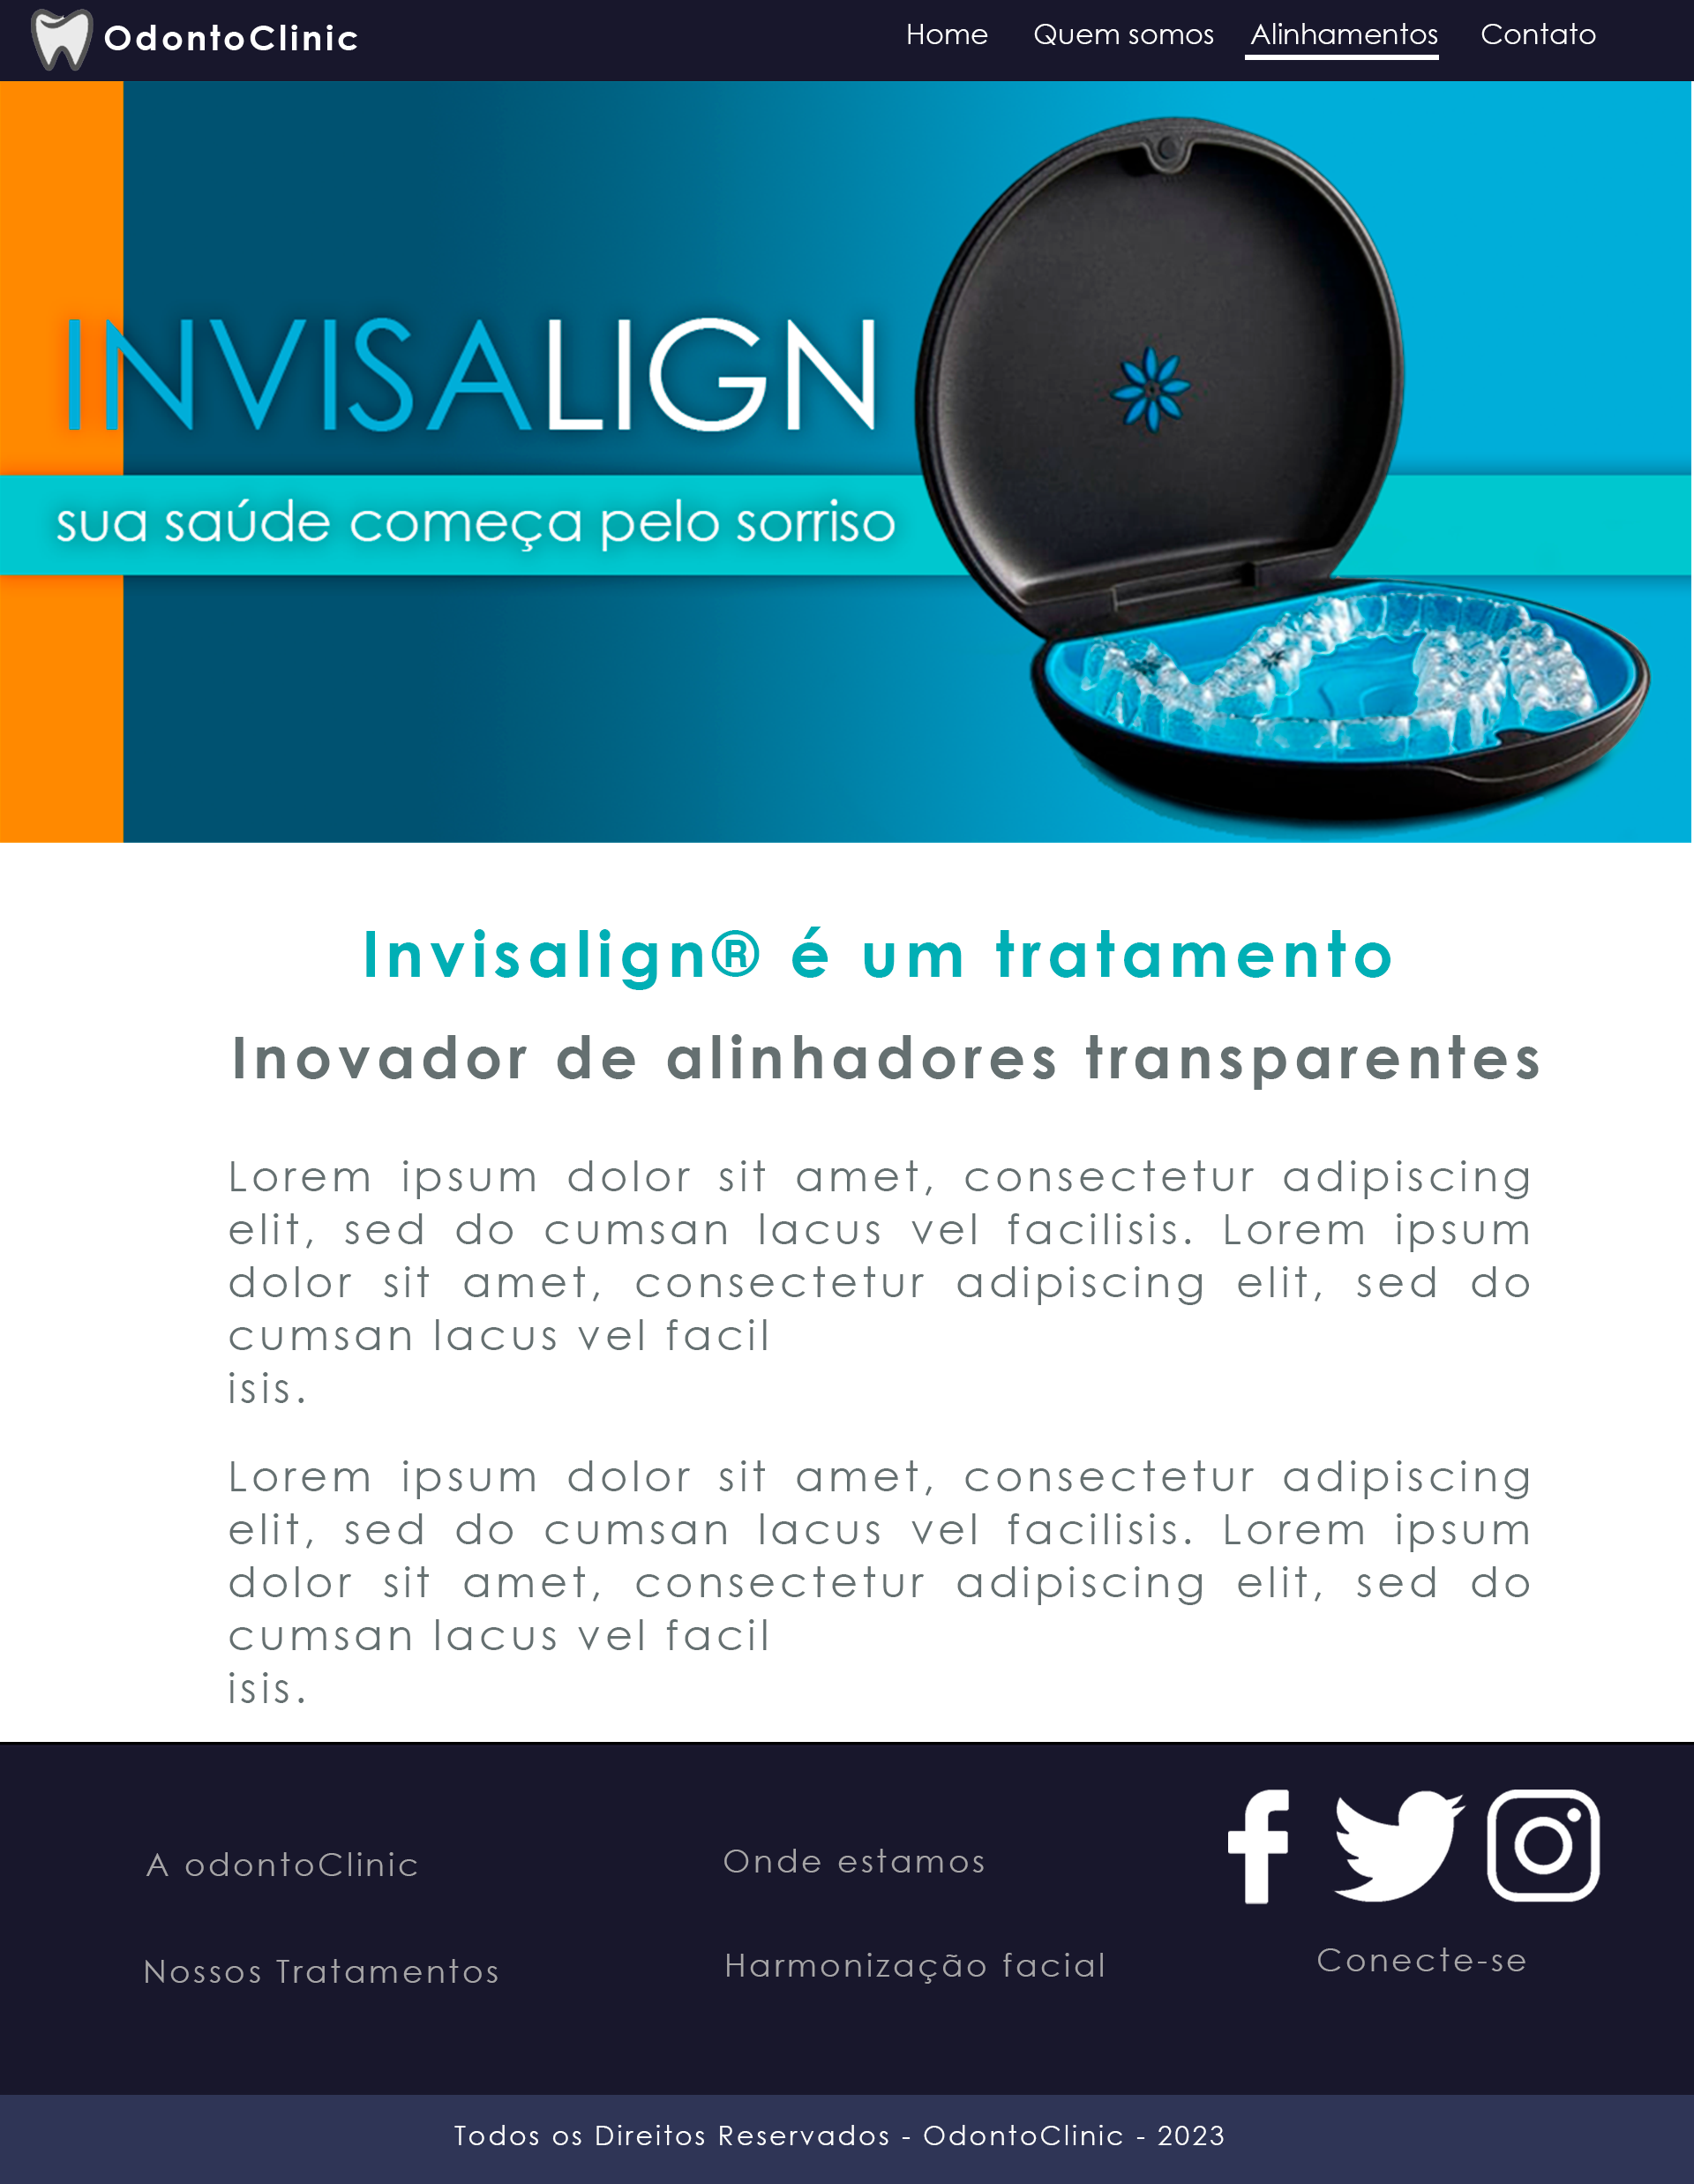 OdontoClinic
Home Quem somos Alinhamentos Contato
INVISALIGN
sua saúde começa pelo sorriso
Invisalign® é um tratamento
Inovador de alinhadores transparentes
Lorem ipsum dolor sit amet, consectetur adipiscing
elit, sed do cumsan lacus vel facilisis. Lorem ipsum
dolor sit amet, consectetur adipiscing elit, sed do
cumsan lacus vel facil
isis.
Lorem ipsum dolor sit amet, consectetur adipiscing
elit, sed do cumsan lacus vel facilisis. Lorem ipsum
dolor sit amet, consectetur adipiscing elit, sed do
cumsan lacus vel facil
isis.
A odontoClinic
Nossos Tratamentos
Onde estamos
Harmonização facial
Conecte-se
Todos os Direitos Reservados - OdontoClinic - 2023